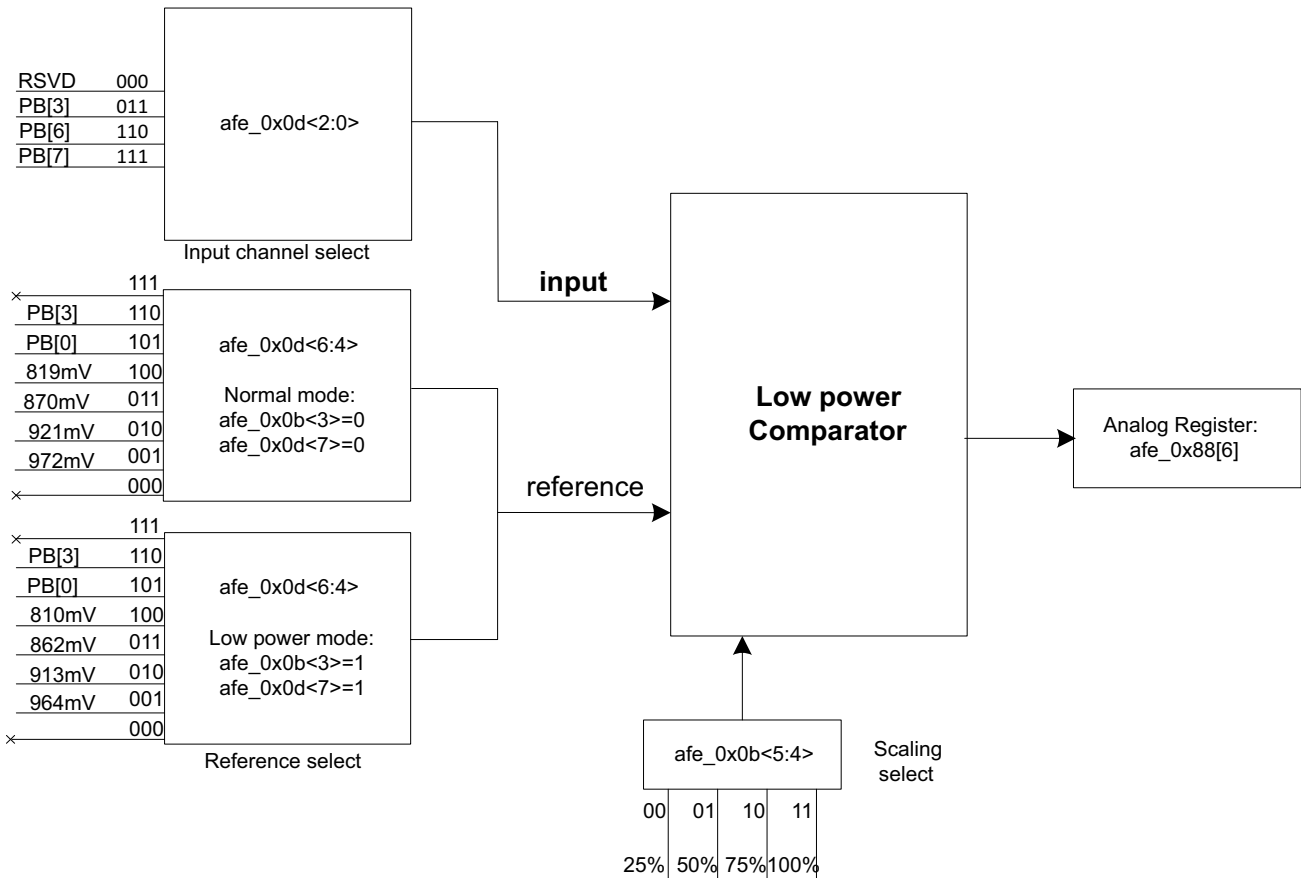 RSVD 000
PB[3] 011
PB[6] 110
PB[7] 111
afe_0x0d<2:0>
Input channel select
111
PB[3] 110
PB[0] 101
819mV 100
870mV 011
921mV 010
972mV 001
000
afe_0x0d<6:4>
Normal mode:
afe_0x0b<3>=0
afe_0x0d<7>=0
111
PB[3] 110
PB[0] 101
810mV 100
862mV 011
913mV 010
964mV 001
000
afe_0x0d<6:4>
Low power mode:
afe_0x0b<3>=1
afe_0x0d<7>=1
Reference select
input
reference
Low power
Comparator
Analog Register:
afe_0x88[6]
afe_0x0b<5:4>
Scaling
select
00 01 10 11
25% 50% 75% 100%